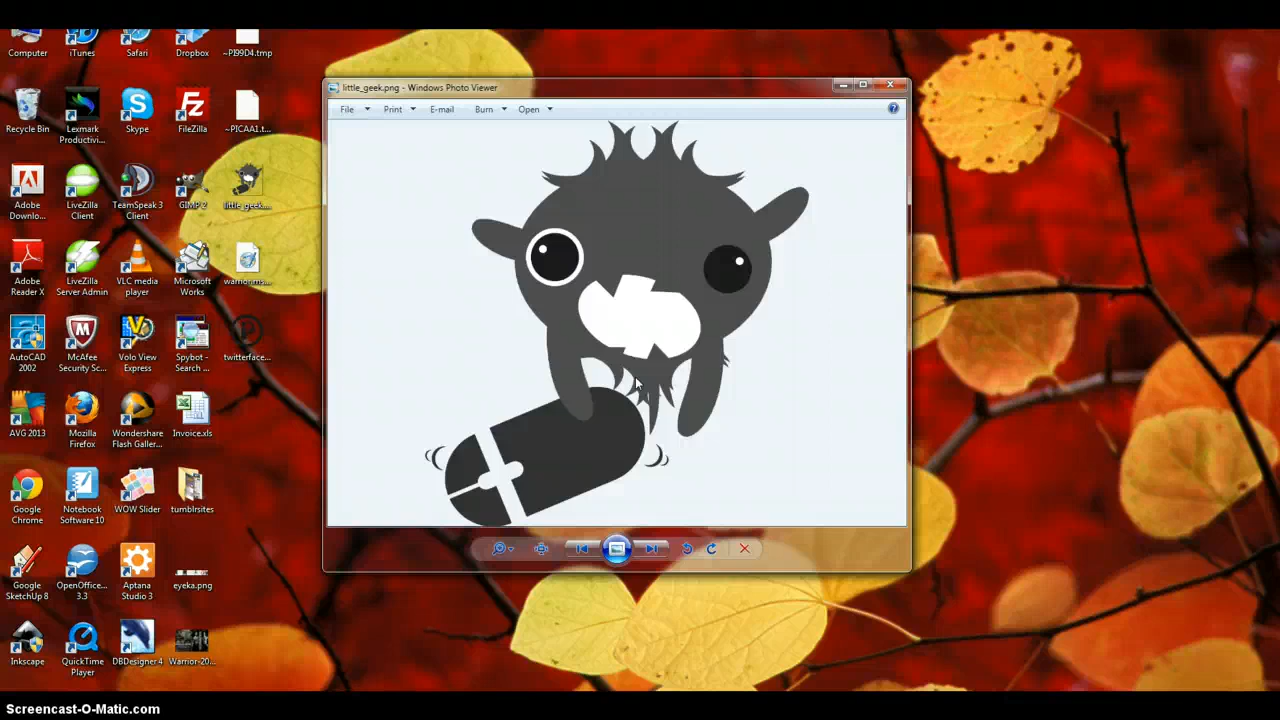 Computer
iTunes
Safari
Dropbox
~PI99D4.tmp
little_geek.png - Windows Photo Viewer
File
Print
E-mail
Burn
Open
Recycle Bin
Lexmark
Productivi...
Skype
FileZilla
~PICAA1.t...
Adobe
Downlo...
LiveZilla
Client
TeamSpeak 3
Client
GIMP 2
little_geek....
Adobe
Reader X
LiveZilla
Server Admin
VLC media
player
Microsoft
Works
AutoCAD
2002
McAfee
Security Sc...
Volo View
Express
Spybot -
Search ...
twitterface...
AVG 2013
Mozilla
Firefox
Wondershare
Flash Galler...
Invoice.xls
Google
Chrome
Notebook
Software 10
WOW Slider
tumblrsites
Google
SketchUp 8
OpenOffice...
3.3
Aptana
Studio 3
eyeka.png
Inkscape
QuickTime
Player
DBDesigner 4
Warrior-20...
Screencast-O-Matic.com